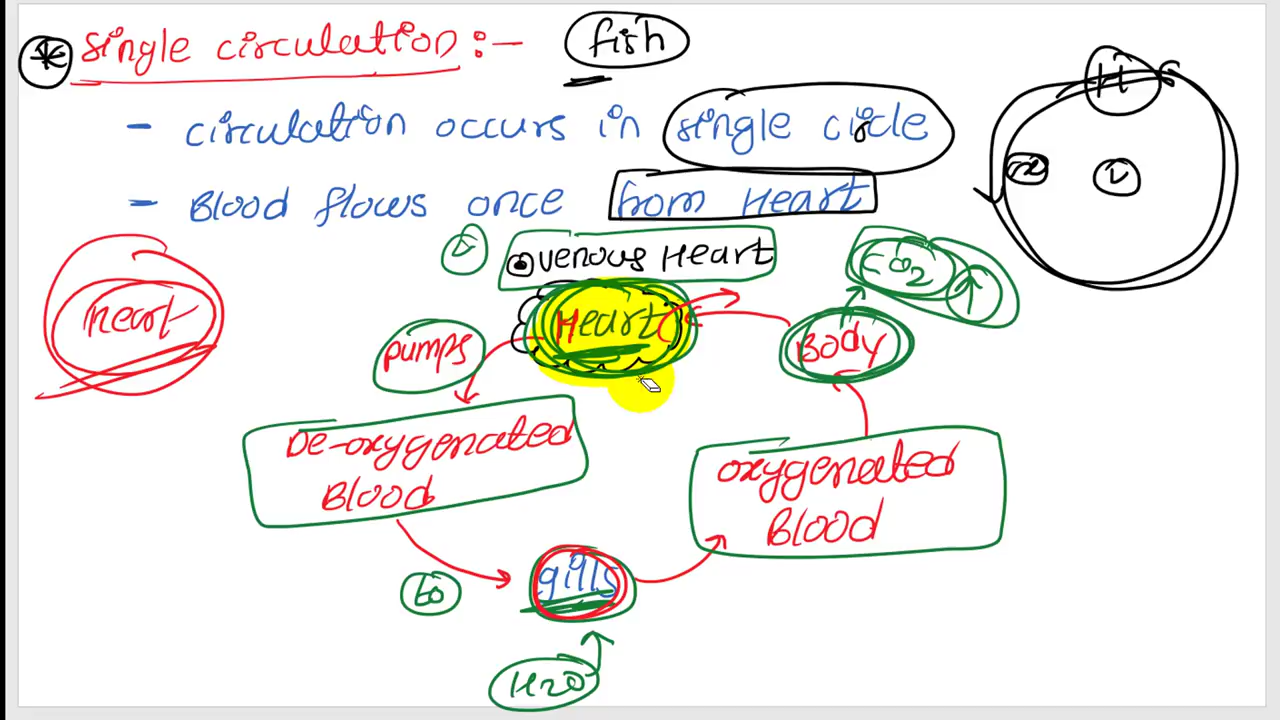 * Single circulation :- fish
- circulation occurs in single circle
- Blood flows once from Heart
venous Heart
CO2 ↑
H
Heart
Heart
pumps
Body
De-oxygenated
Blood
oxygenated
Blood
to
gills
H2O